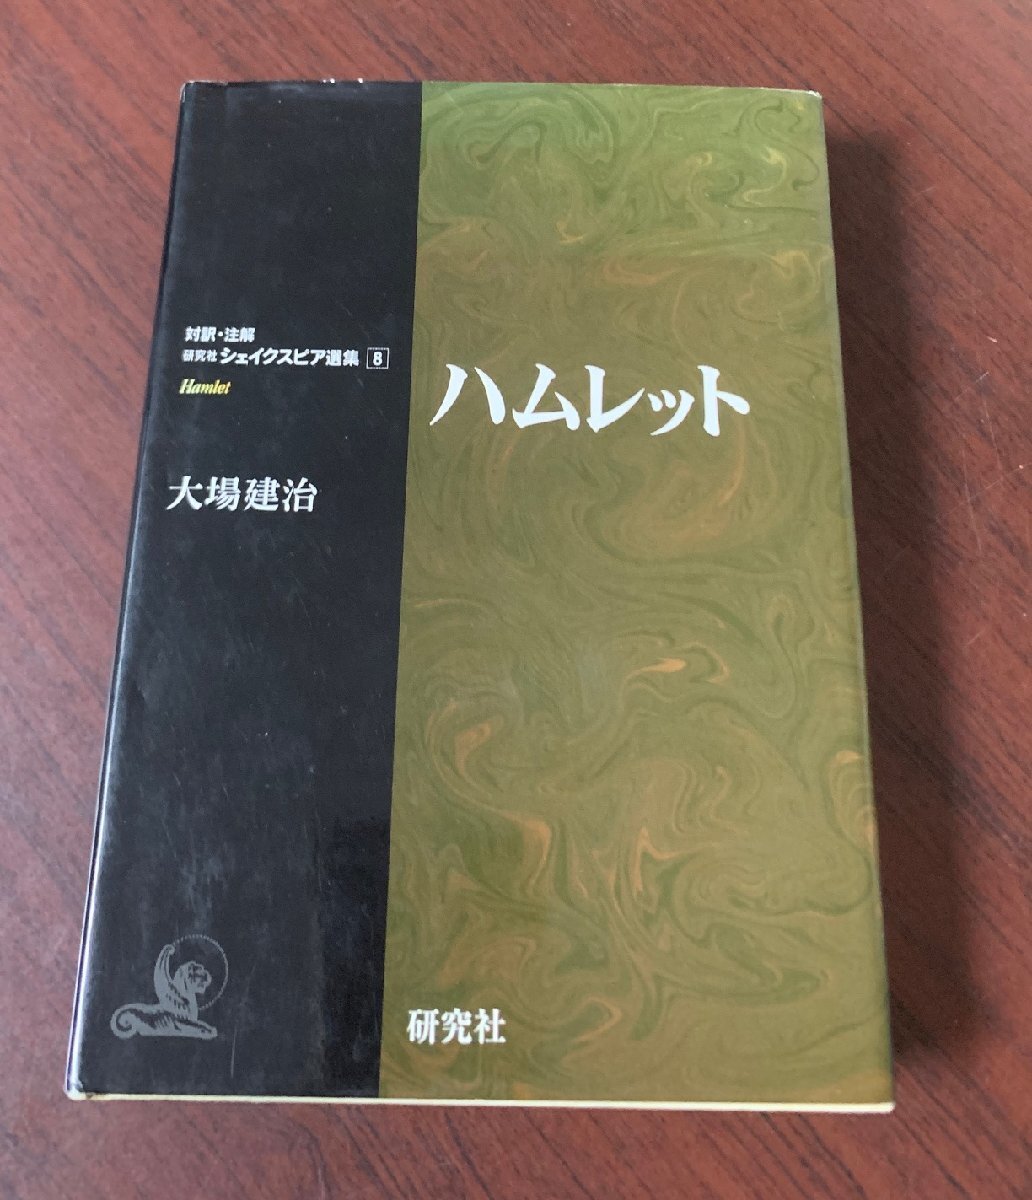 対訳・注解
研究社 シェイクスピア選集 8
Hamlet
ハムレット
大場建治
研究社